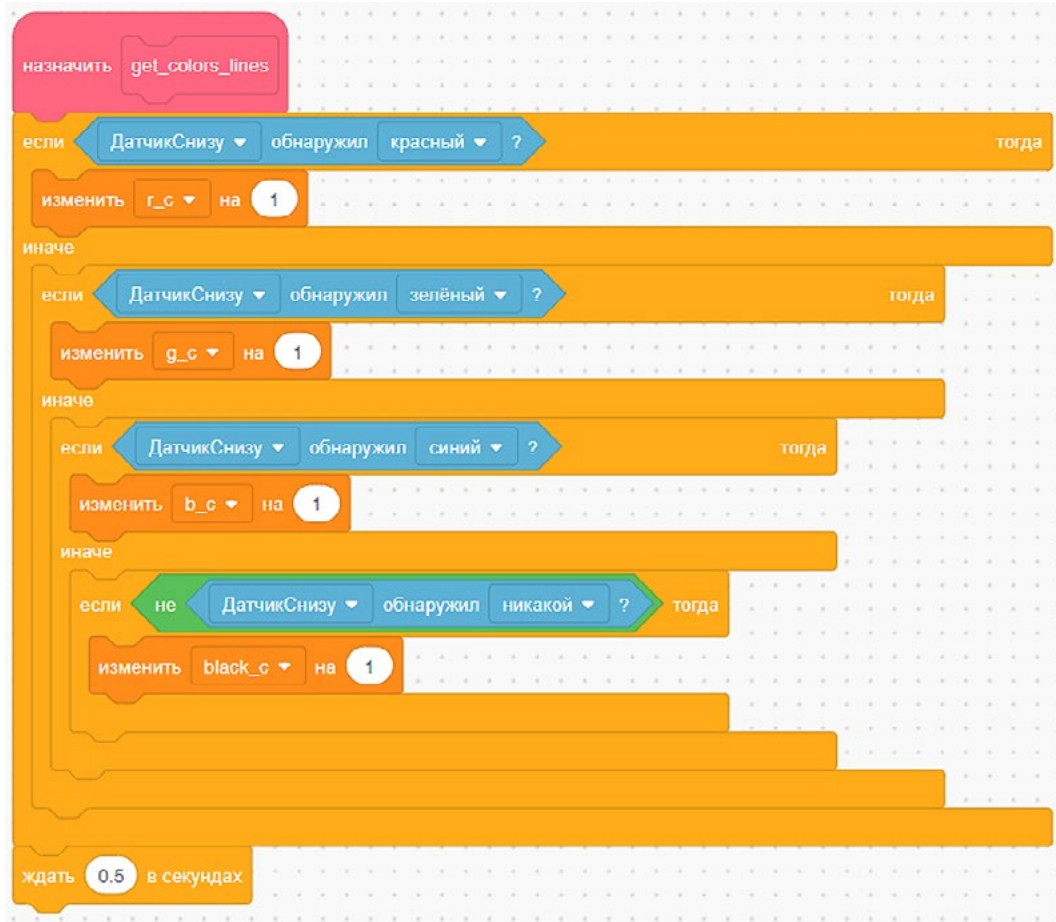 назначить get_colors_lines
если ДатчикСнизу обнаружил красный ? тогда
изменить r_c на 1
иначе
если ДатчикСнизу обнаружил зелёный ? тогда
изменить g_c на 1
иначе
если ДатчикСнизу обнаружил синий ? тогда
изменить b_c на 1
иначе
если не ДатчикСнизу обнаружил никакой ? тогда
изменить black_c на 1
ждать 0.5 в секундах